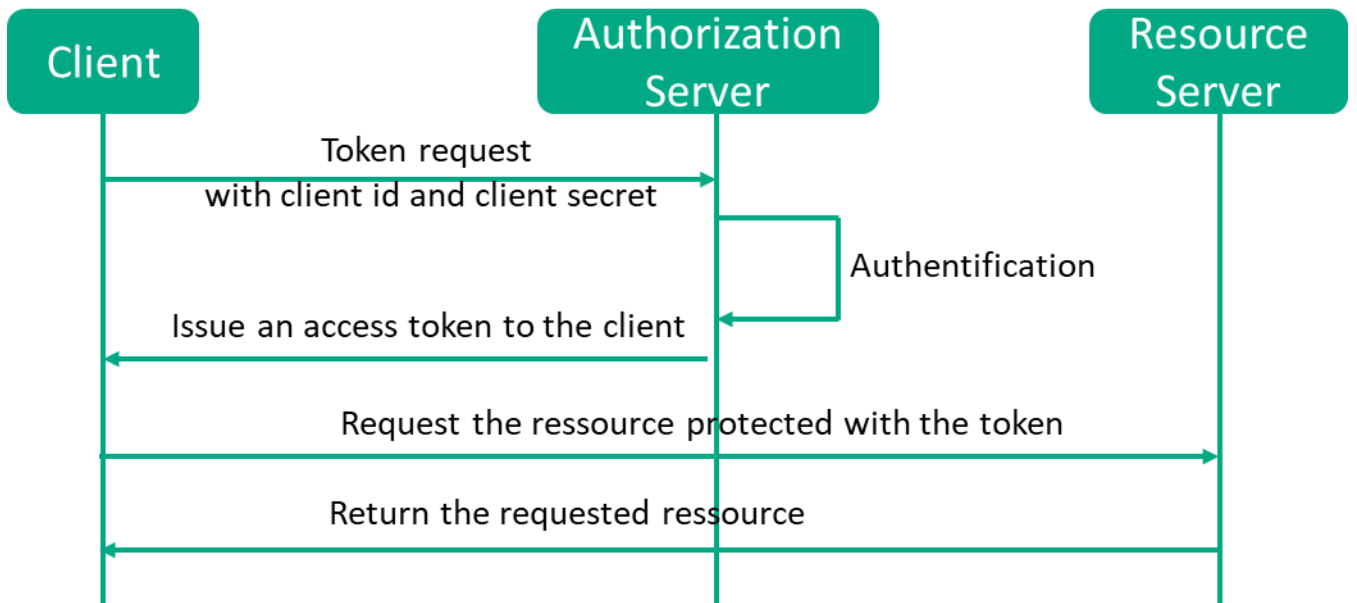 Client
Authorization
Server
Resource
Server
Token request
with client id and client secret
Authentification
Issue an access token to the client
Request the ressource protected with the token
Return the requested ressource